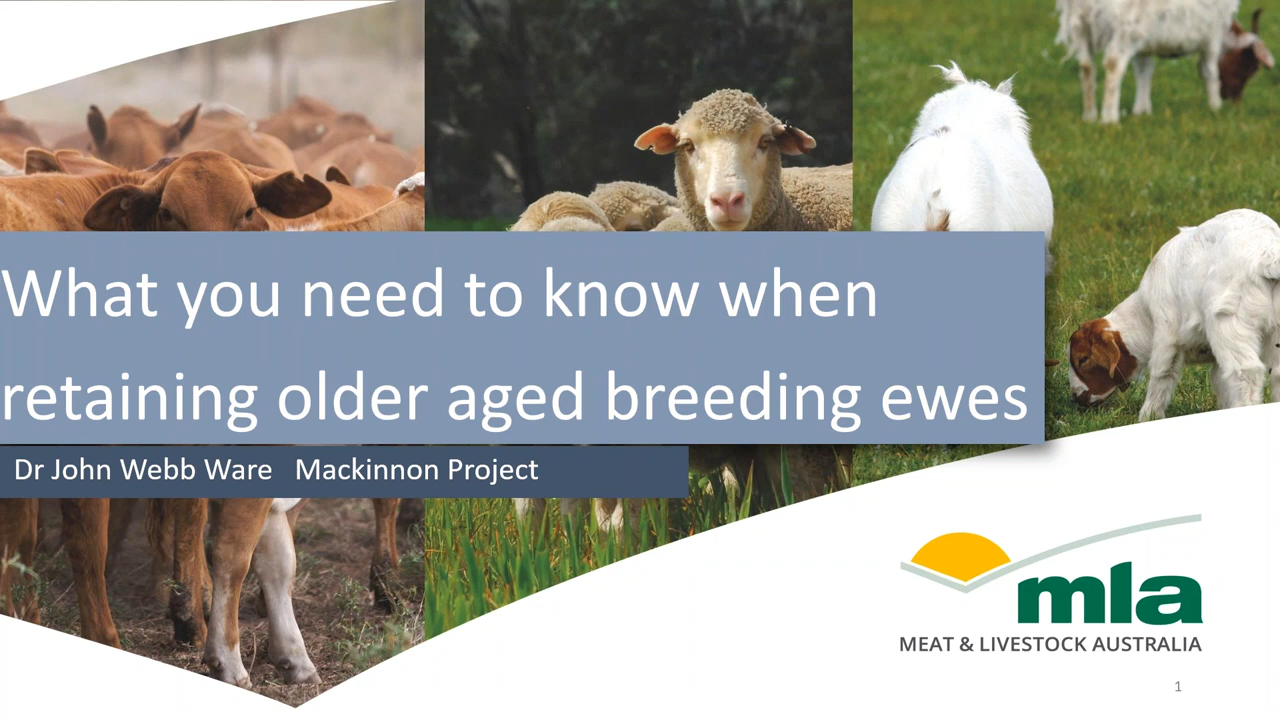 What you need to know when
retaining older aged breeding ewes
Dr John Webb Ware Mackinnon Project
mla
MEAT & LIVESTOCK AUSTRALIA
1